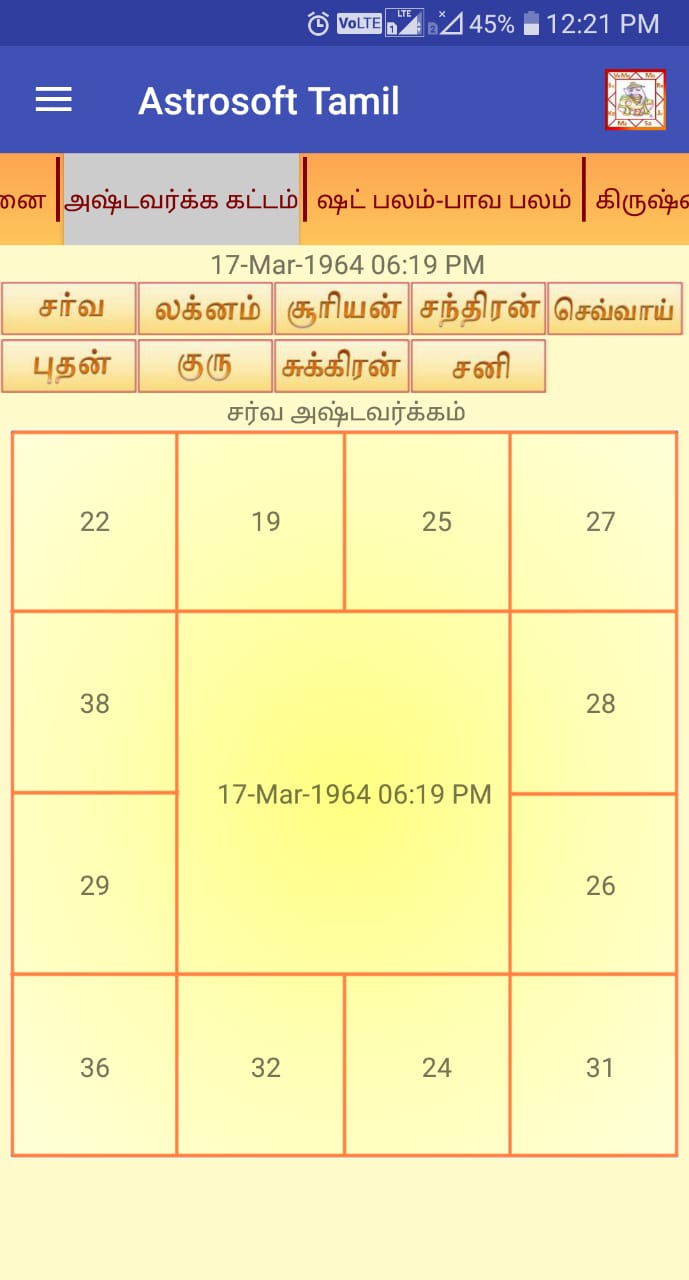 VoLTE LTE 1 2 45% 12:21 PM
Astrosoft Tamil
னை அஷ்டவர்க்க கட்டம் ஷட் பலம்-பாவ பலம்
17-Mar-1964 06:19 PM
சர்வ லக்னம் சூரியன் சந்திரன் செவ்வாய்
புதன் குரு சுக்கிரன் சனி
சர்வ அஷ்டவர்க்கம்
22 19 25 27
38 28
17-Mar-1964 06:19 PM
29 26
36 32 24 31